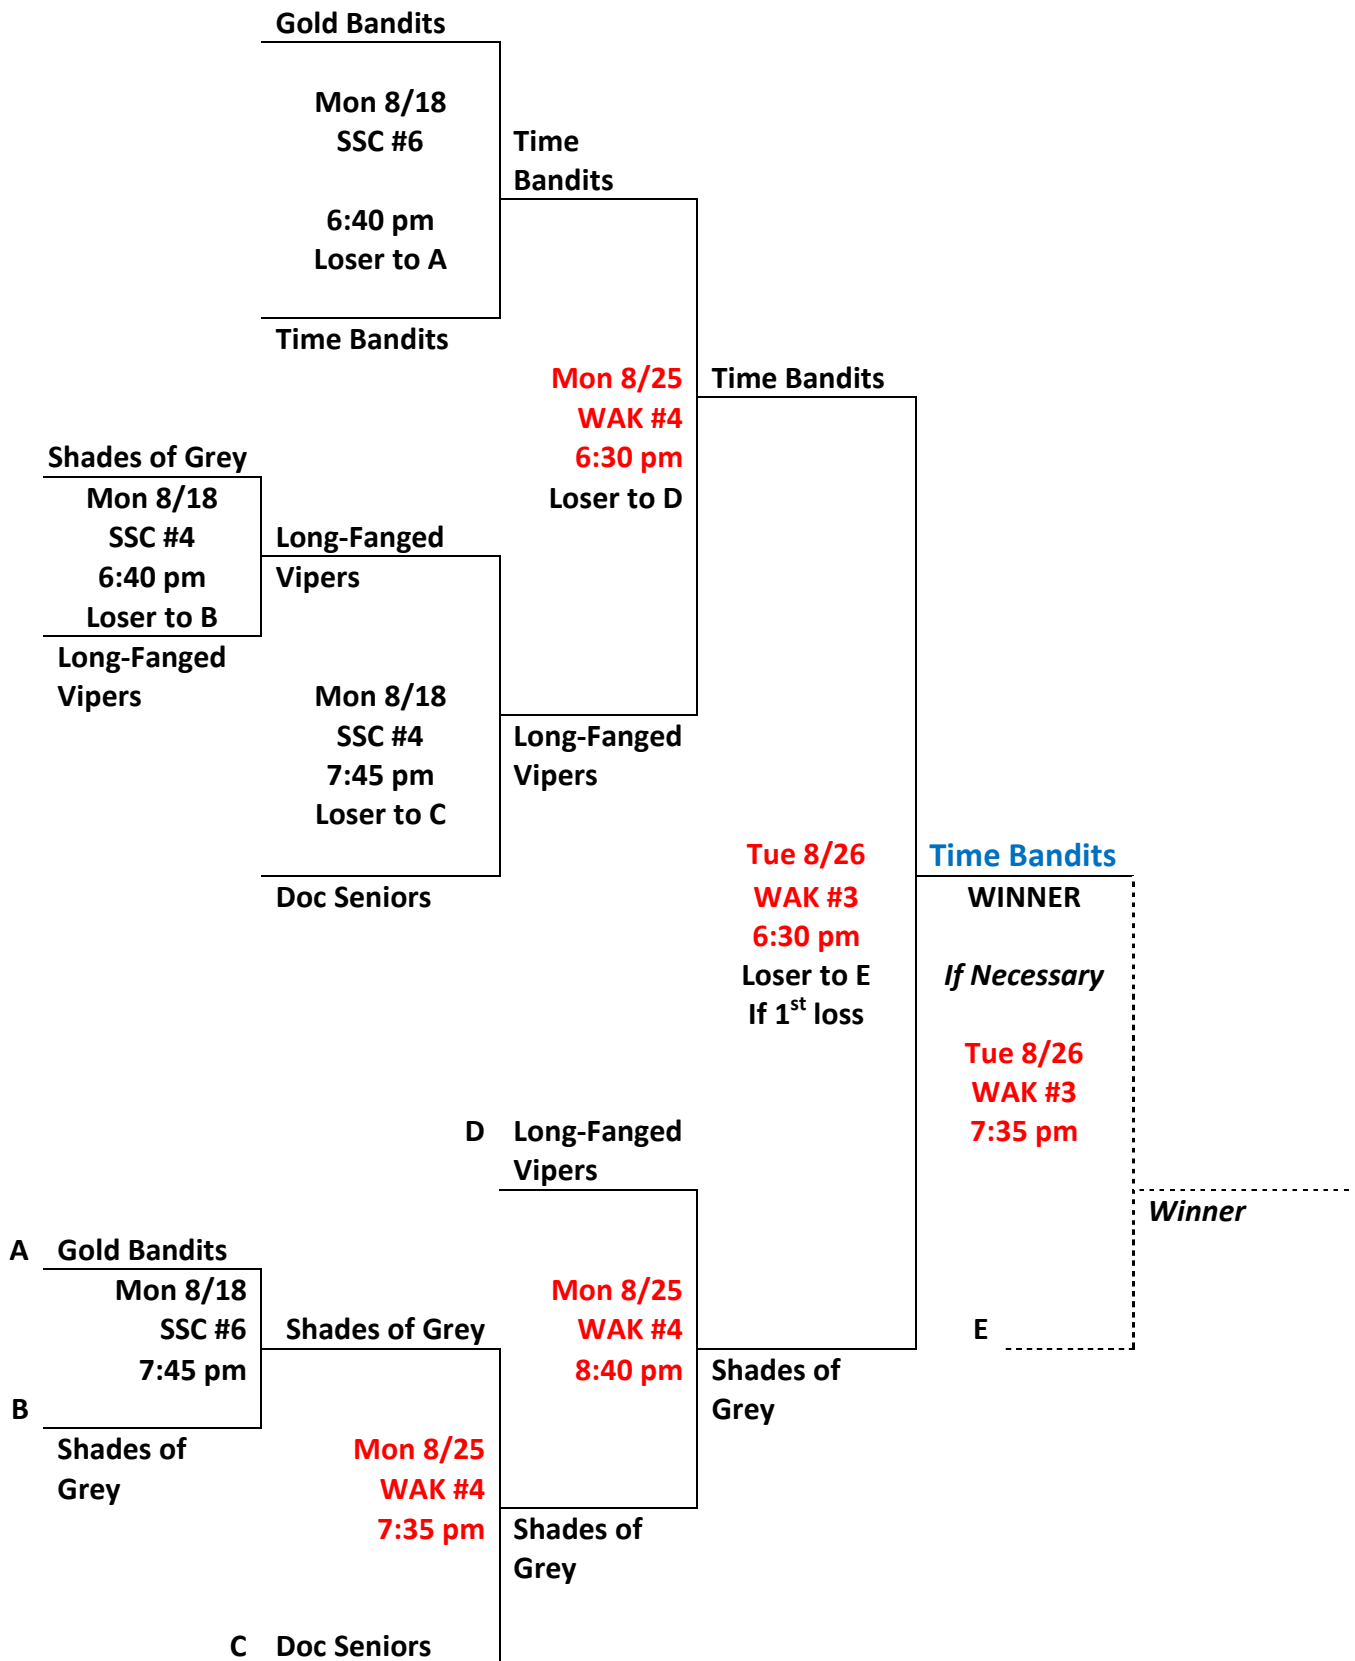 Gold Bandits
Mon 8/18
SSC #6
6:40 pm
Loser to A
Time Bandits
Time
Bandits
Shades of Grey
Mon 8/18
SSC #4
6:40 pm
Loser to B
Long-Fanged
Vipers
Long-Fanged
Vipers
Mon 8/18
SSC #4
7:45 pm
Loser to C
Doc Seniors
Mon 8/25
WAK #4
6:30 pm
Loser to D
Long-Fanged
Vipers
Time Bandits
Tue 8/26
WAK #3
6:30 pm
Loser to E
If 1st loss
Time Bandits
WINNER
If Necessary
Tue 8/26
WAK #3
7:35 pm
Winner
E
D Long-Fanged
Vipers
A Gold Bandits
Mon 8/18
SSC #6
7:45 pm
B
Shades of
Grey
Shades of Grey
Mon 8/25
WAK #4
7:35 pm
C Doc Seniors
Mon 8/25
WAK #4
8:40 pm
Shades of
Grey
Shades of
Grey